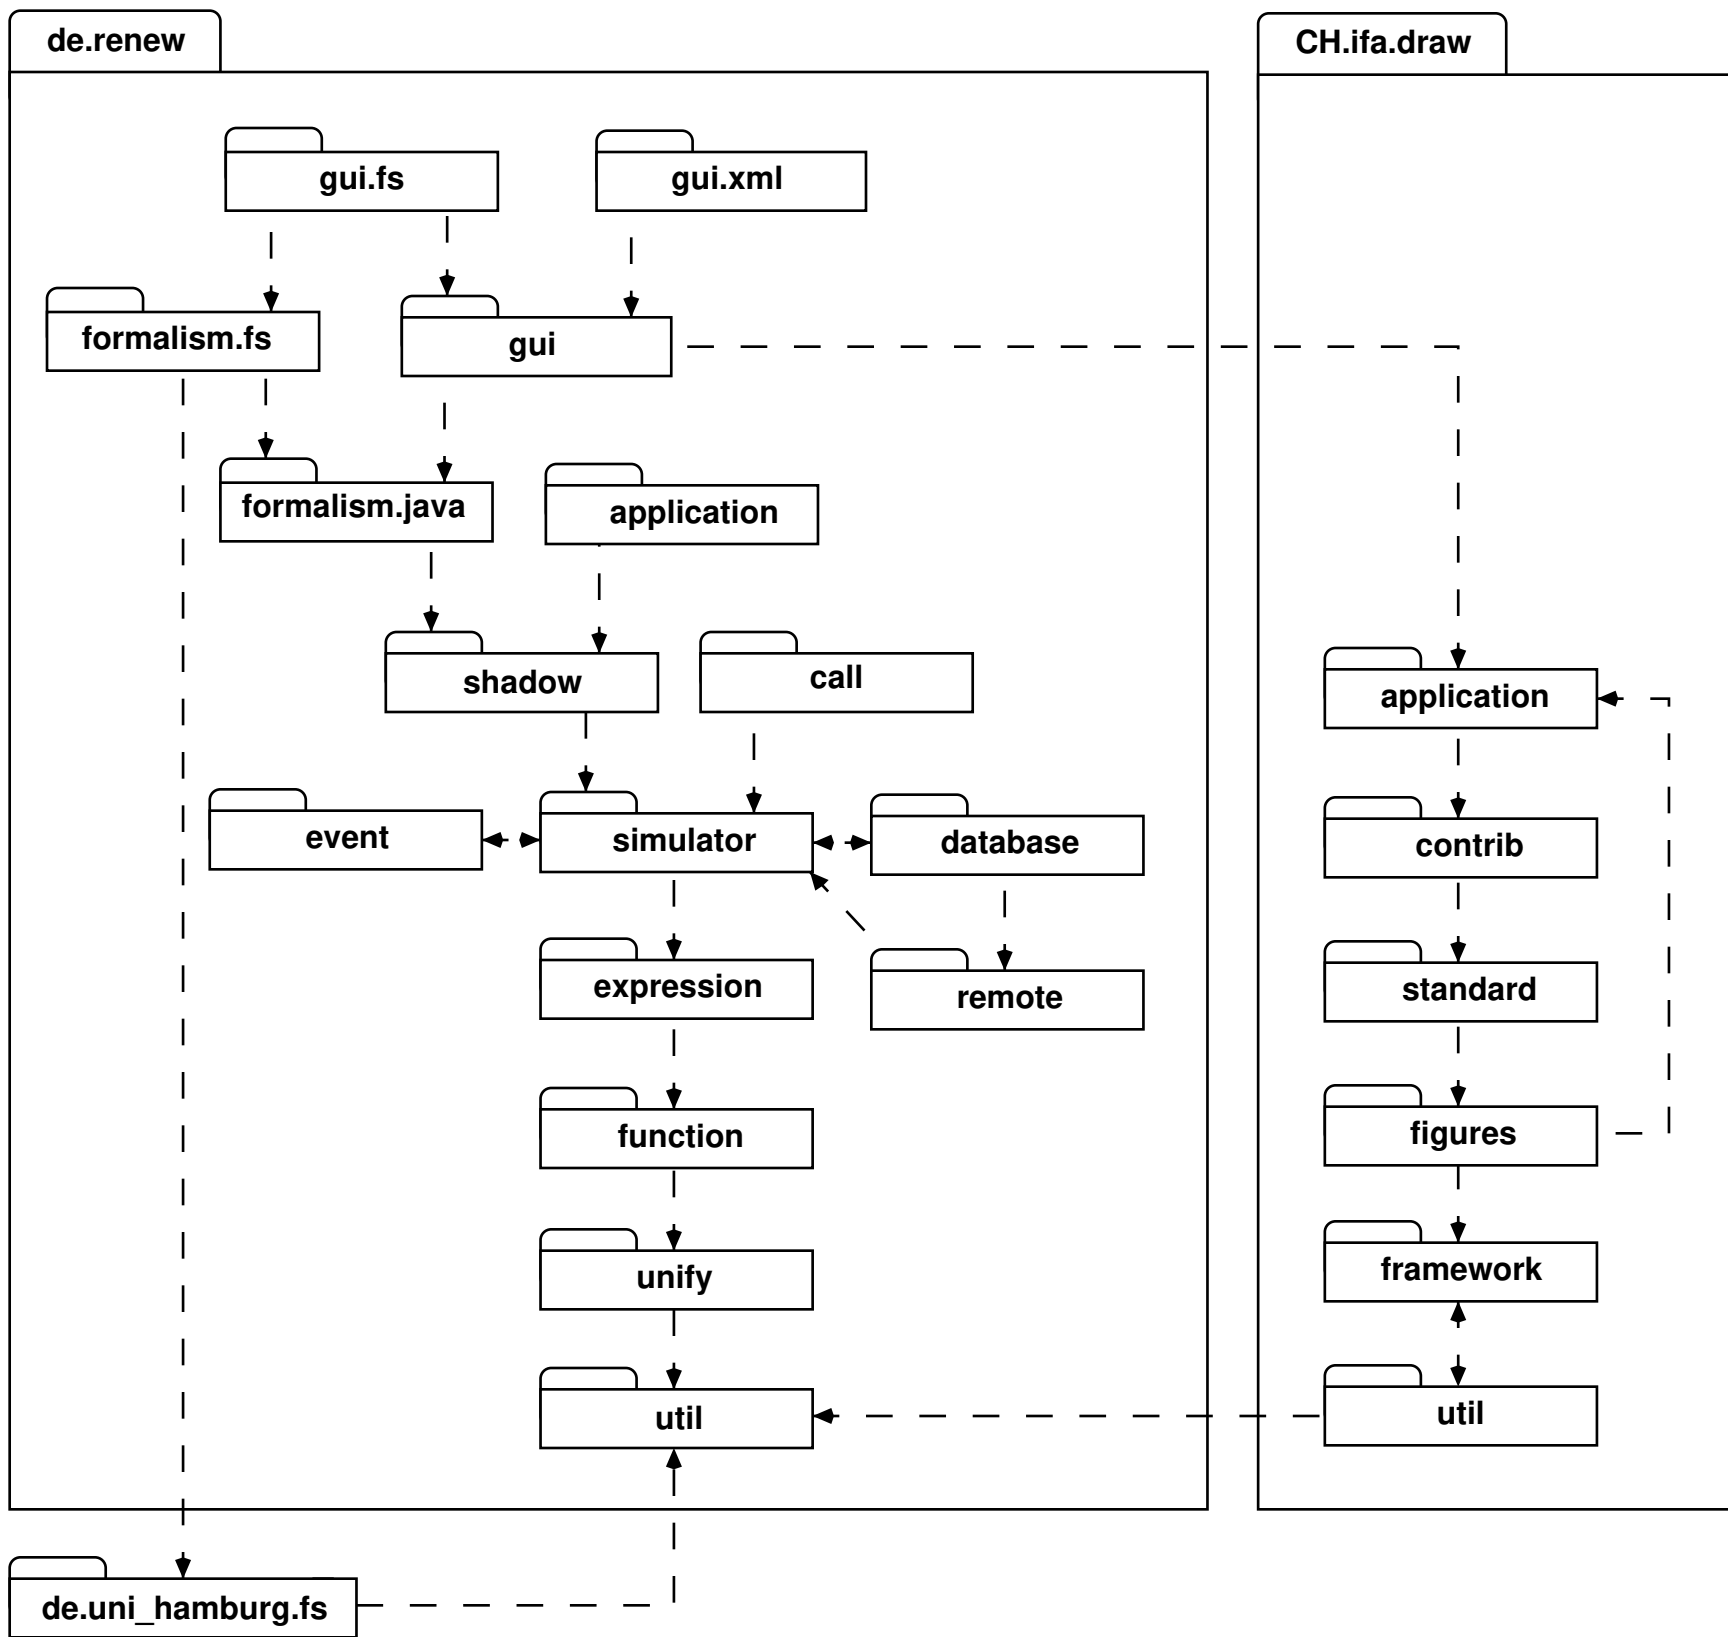 de.renew
CH.ifa.draw
gui.fs
gui.xml
formalism.fs
gui
formalism.java
application
shadow
call
application
event
simulator
database
contrib
expression
remote
standard
function
figures
unify
framework
util
util
de.uni_hamburg.fs